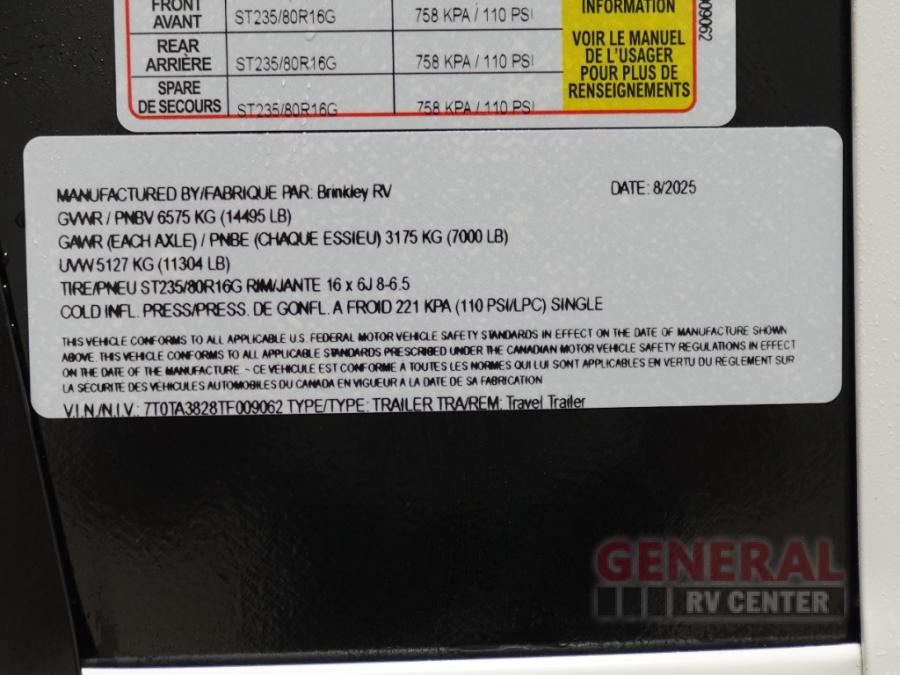 FRONT
AVANT
ST235/80R16G
758 KPA / 110 PSI
INFORMATION
REAR
ARRIÈRE
ST235/80R16G
758 KPA / 110 PSI
VOIR LE MANUEL
DE L'USAGER
POUR PLUS DE
RENSEIGNEMENTS
SPARE
DE SECOURS
ST235/80R16G
758 KPA / 110 PSI
009062
MANUFACTURED BY/FABRIQUE PAR: Brinkley RV
DATE: 8/2025
GVWR / PNBV 6575 KG (14495 LB)
GAWR (EACH AXLE) / PNBE (CHAQUE ESSIEU) 3175 KG (7000 LB)
UVW 5127 KG (11304 LB)
TIRE/PNEU ST235/80R16G RIM/JANTE 16 x 6J 8-6.5
COLD INFL. PRESS/PRESS. DE GONFL. A FROID 221 KPA (110 PSI/LPC) SINGLE
THIS VEHICLE CONFORMS TO ALL APPLICABLE U.S. FEDERAL MOTOR VEHICLE SAFETY STANDARDS IN EFFECT ON THE DATE OF MANUFACTURE SHOWN
ABOVE. THIS VEHICLE CONFORMS TO ALL APPLICABLE STANDARDS PRESCRIBED UNDER THE CANADIAN MOTOR VEHICLE SAFETY REGULATIONS IN EFFECT
ON THE DATE OF THE MANUFACTURE - CE VEHICULE EST CONFORME A TOUTES LES NORMES QUI LUI SONT APPLICABLES EN VERTU DU REGLEMENT SUR
LA SECURITE DES VEHICULES AUTOMOBILES DU CANADA EN VIGUEUR A LA DATE DE SA FABRICATION
V.I.N./N.I.V.: 7T0TA3828TF009062 TYPE/TYPE: TRAILER TRA/REM: Travel Trailer
GENERAL
RV CENTER